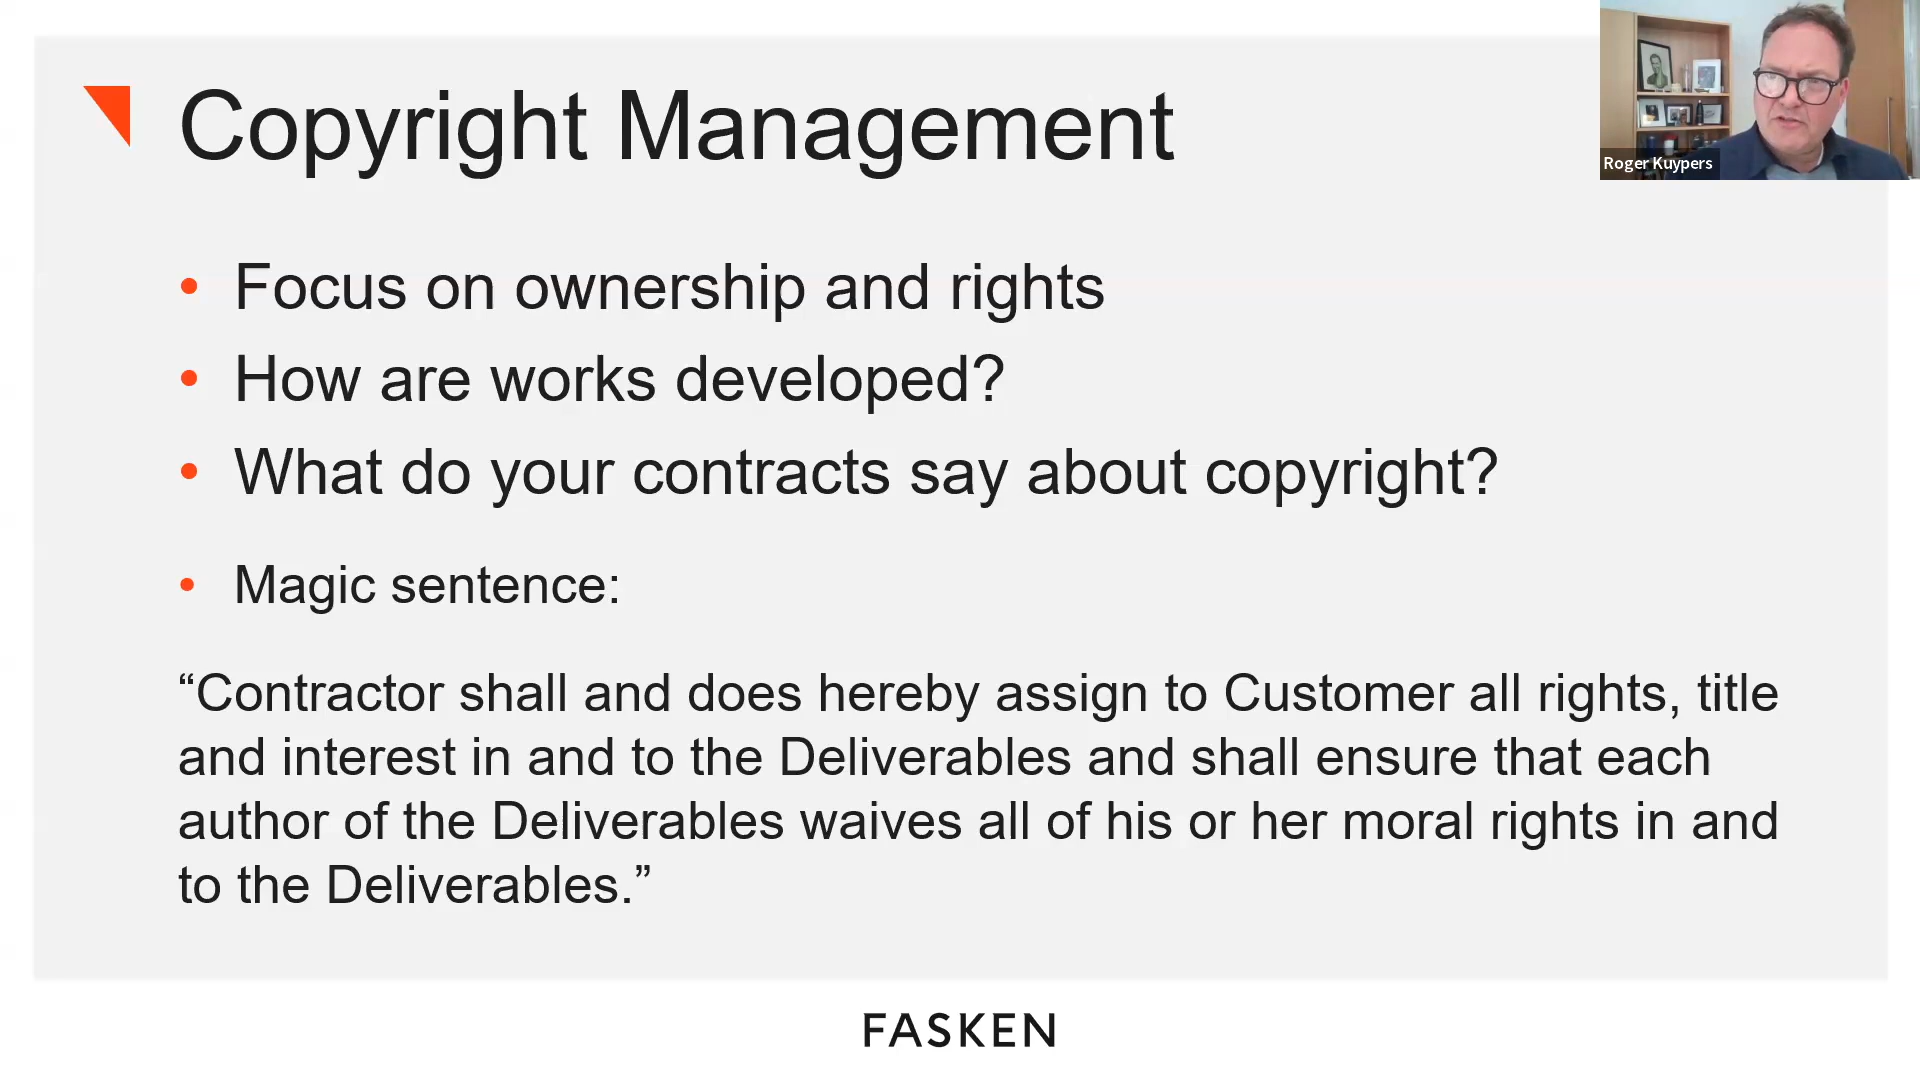 Copyright Management
Roger Kuypers
• Focus on ownership and rights
• How are works developed?
• What do your contracts say about copyright?
• Magic sentence:
“Contractor shall and does hereby assign to Customer all rights, title
and interest in and to the Deliverables and shall ensure that each
author of the Deliverables waives all of his or her moral rights in and
to the Deliverables.”
FASKEN